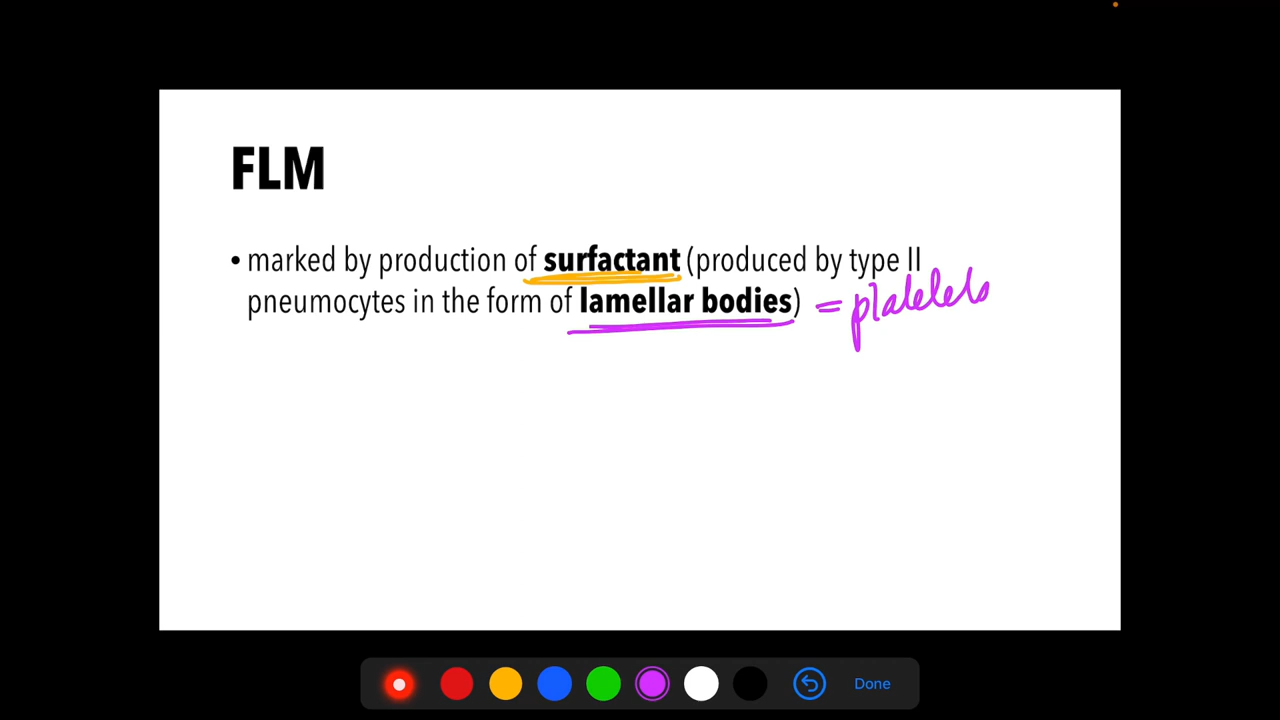 FLM
• marked by production of surfactant (produced by type II
pneumocytes in the form of lamellar bodies) = platelets
Done